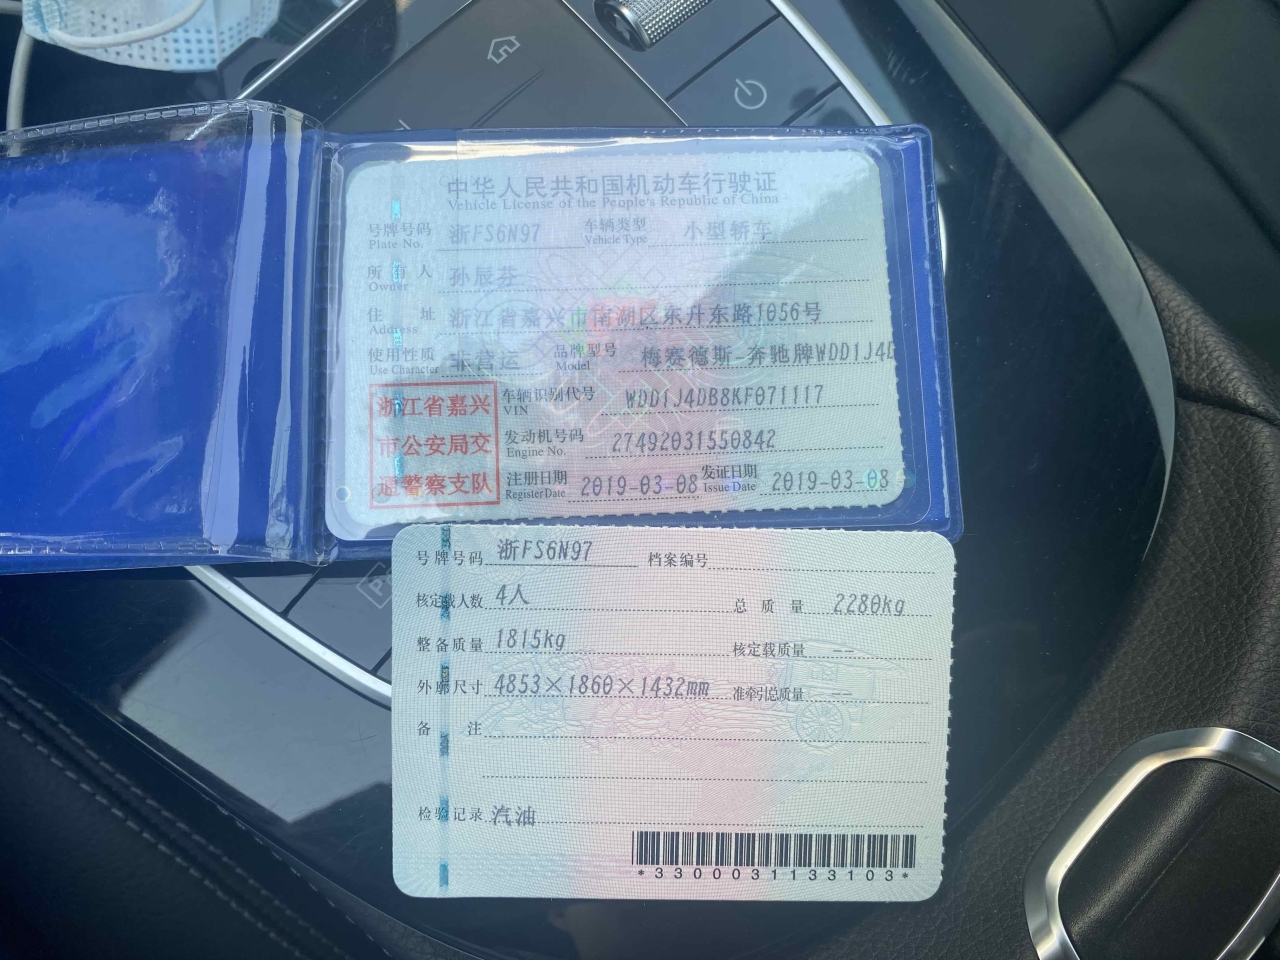 中华人民共和国机动车行驶证
Vehicle License of the People's Republic of China
号牌号码 浙FS6N97 车辆类型 小型轿车
Plate No. Vehicle Type
所有人 孙辰芬
Owner
住址 浙江省嘉兴市南湖区东升东路1056号
Address
使用性质 非营运 品牌型号 梅赛德斯-奔驰牌WDD1J4D
Use Character Model
浙江省嘉兴
市公安局交
通警察支队
车辆识别代号 WDD1J4DB8KF071117
VIN
发动机号码 27492031550842
Engine No.
注册日期 2019-03-08 发证日期 2019-03-08
Register Date Issue Date
号牌号码 浙FS6N97 档案编号
核定载人数 4人 总质量 2280kg
整备质量 1815kg 核定载质量 --
外廓尺寸 4853×1860×1432mm 准牵引总质量 --
备注
检验记录 汽油
*3300031133103*